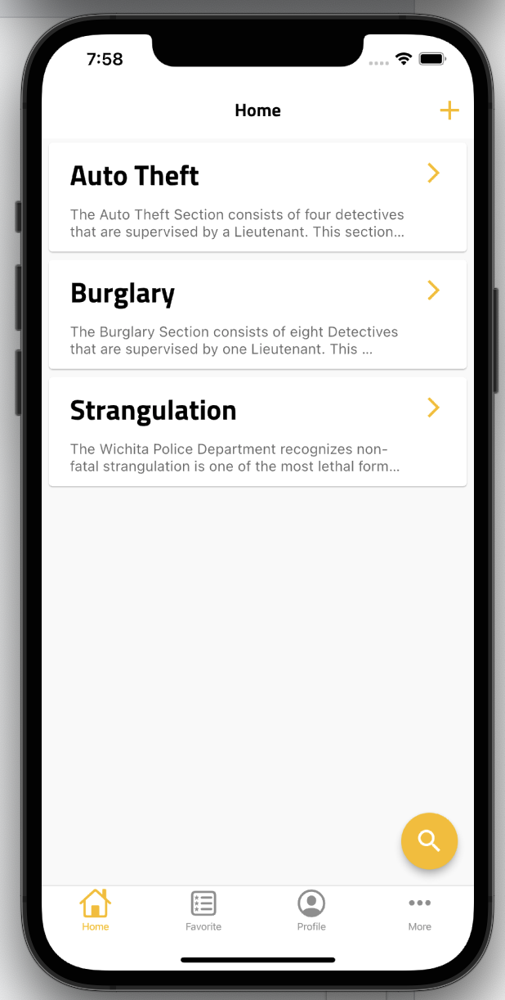 7:58
Home
Auto Theft
The Auto Theft Section consists of four detectives
that are supervised by a Lieutenant. This section...
Burglary
The Burglary Section consists of eight Detectives
that are supervised by one Lieutenant. This ...
Strangulation
The Wichita Police Department recognizes non-
fatal strangulation is one of the most lethal form...
Home Favorite Profile More